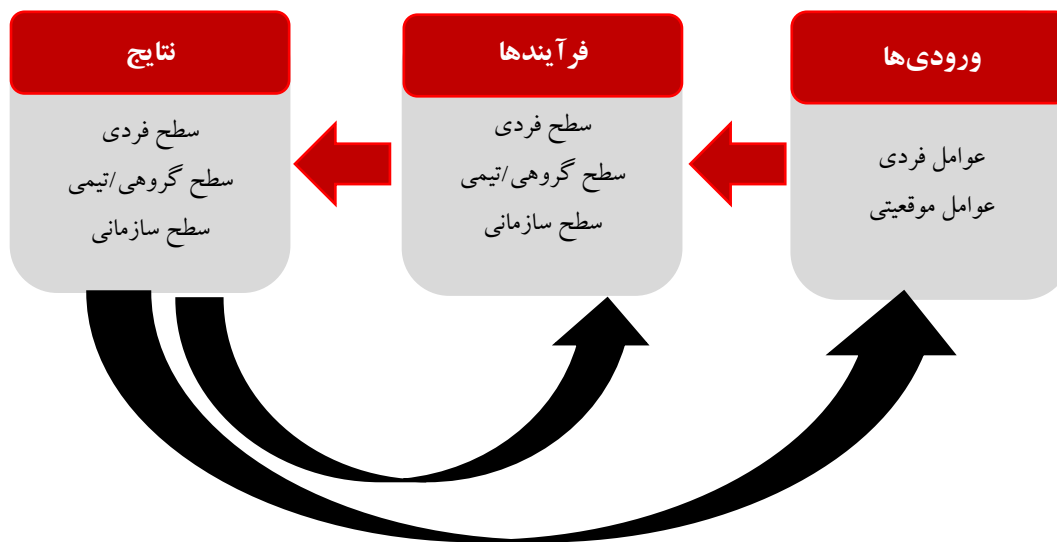 ورودی‌ها
عوامل فردی
عوامل موقعیتی
فرآیندها
سطح فردی
سطح گروهی/تیمی
سطح سازمانی
نتایج
سطح فردی
سطح گروهی/تیمی
سطح سازمانی